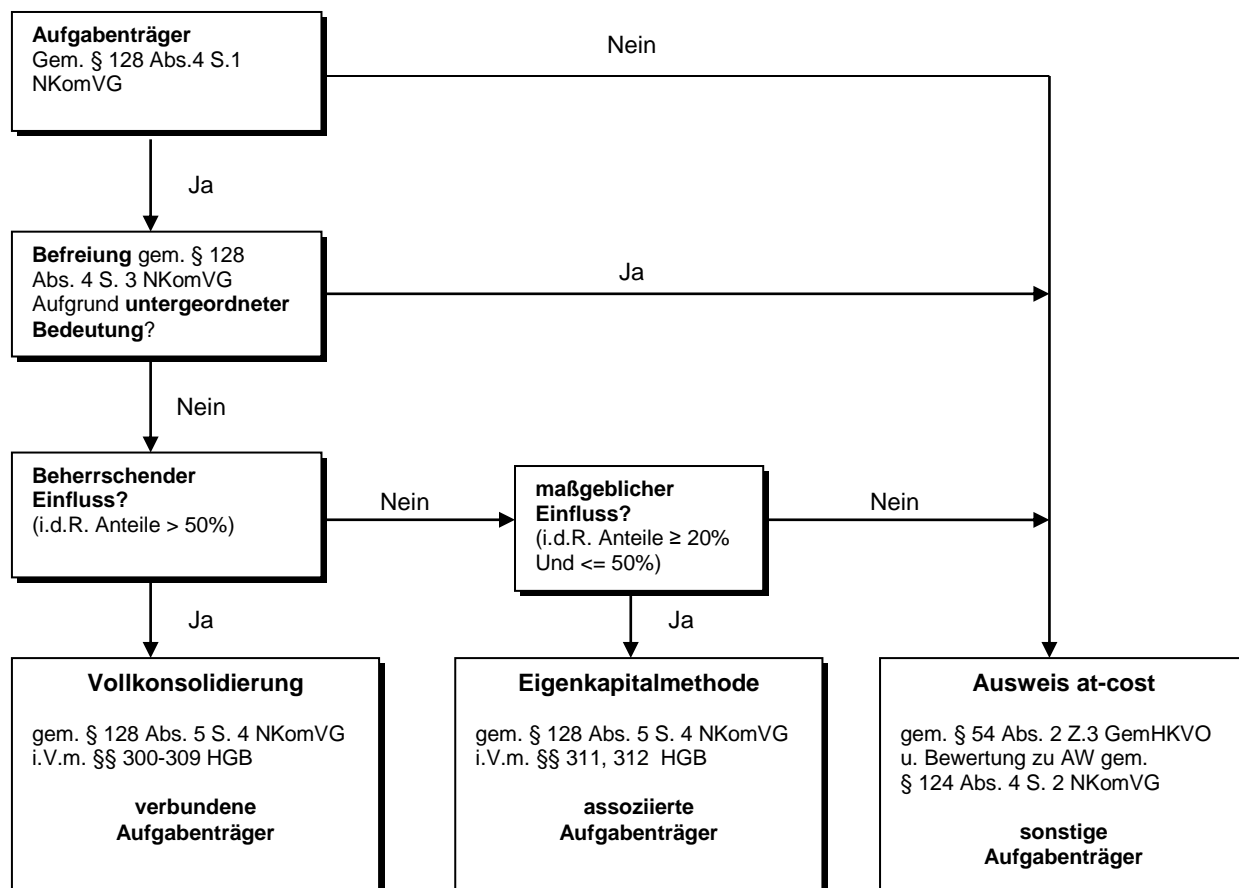 Aufgabenträger
Gem. § 128 Abs.4 S.1
NKomVG
Nein
Ja
Befreiung gem. § 128
Abs. 4 S. 3 NKomVG
Aufgrund untergeordneter
Bedeutung?
Ja
Nein
Beherrschender
Einfluss?
(i.d.R. Anteile > 50%)
Nein
maßgeblicher
Einfluss?
(i.d.R. Anteile ≥ 20%
Und <= 50%)
Nein
Ja
Ja
Vollkonsolidierung
gem. § 128 Abs. 5 S. 4 NKomVG
i.V.m. §§ 300-309 HGB
verbundene
Aufgabenträger
Eigenkapitalmethode
gem. § 128 Abs. 5 S. 4 NKomVG
i.V.m. §§ 311, 312 HGB
assoziierte
Aufgabenträger
Ausweis at-cost
gem. § 54 Abs. 2 Z.3 GemHKVO
u. Bewertung zu AW gem.
§ 124 Abs. 4 S. 2 NKomVG
sonstige
Aufgabenträger